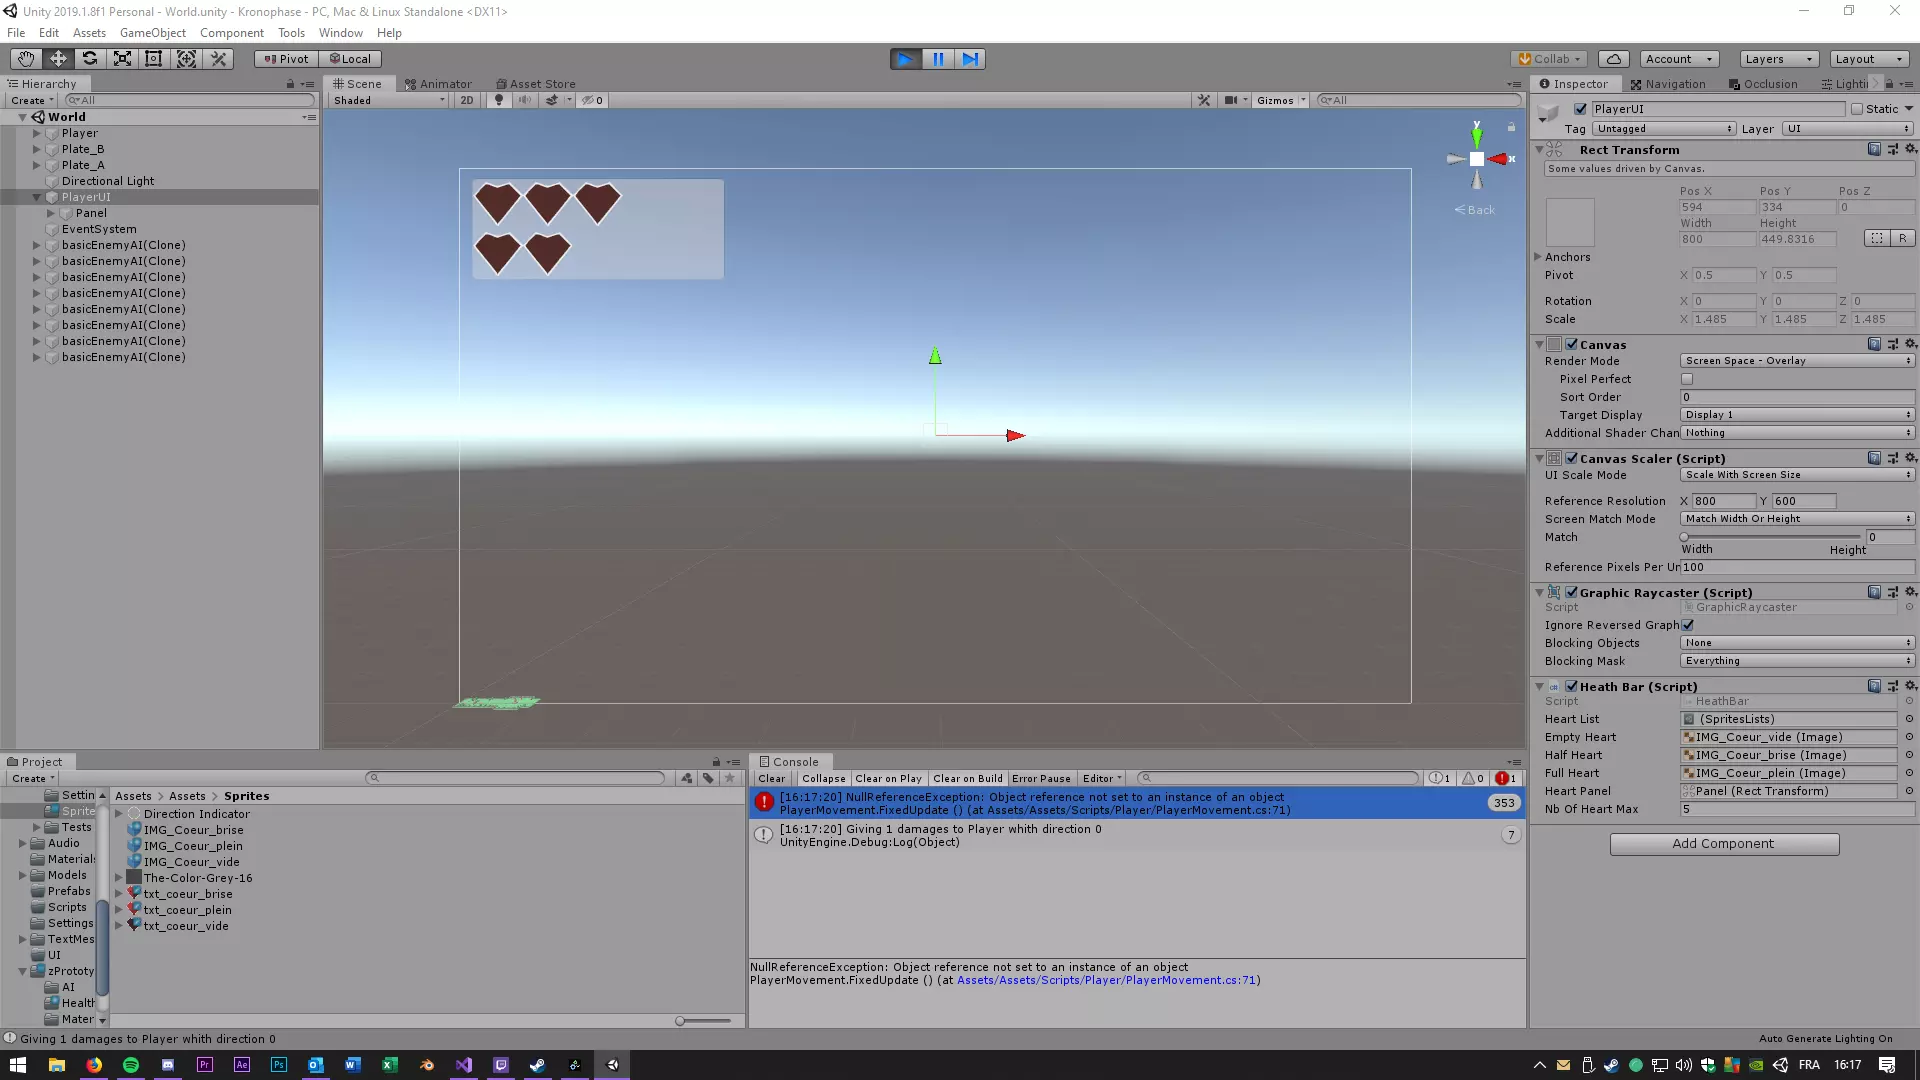 Unity 2019.1.8f1 Personal - World.unity - Kronophase - PC, Mac & Linux Standalone <DX11>
File Edit Assets GameObject Component Tools Window Help
Pivot Local Collab Account Layers Layout
Hierarchy
Create All
World
Player
Plate_B
Plate_A
Directional Light
PlayerUI
Panel
EventSystem
basicEnemyAI(Clone)
basicEnemyAI(Clone)
basicEnemyAI(Clone)
basicEnemyAI(Clone)
basicEnemyAI(Clone)
basicEnemyAI(Clone)
basicEnemyAI(Clone)
basicEnemyAI(Clone)
Scene Animator Asset Store
Shaded 2D 0 Gizmos All
y
x
Back
Inspector Navigation Occlusion Lighti
PlayerUI Static
Tag Untagged Layer UI
Rect Transform
Some values driven by Canvas.
Pos X Pos Y Pos Z
594 334 0
Width Height
800 449.8316 R
Anchors
Pivot X 0.5 Y 0.5
Rotation X 0 Y 0 Z 0
Scale X 1.485 Y 1.485 Z 1.485
Canvas
Render Mode Screen Space - Overlay
Pixel Perfect
Sort Order 0
Target Display Display 1
Additional Shader Chan Nothing
Canvas Scaler (Script)
UI Scale Mode Scale With Screen Size
Reference Resolution X 800 Y 600
Screen Match Mode Match Width Or Height
Match 0
Width Height
Reference Pixels Per Un 100
Graphic Raycaster (Script)
Script GraphicRaycaster
Ignore Reversed Graph
Blocking Objects None
Blocking Mask Everything
Heath Bar (Script)
Script HeathBar
Heart List (SpritesLists)
Empty Heart IMG_Coeur_vide (Image)
Half Heart IMG_Coeur_brise (Image)
Full Heart IMG_Coeur_plein (Image)
Heart Panel Panel (Rect Transform)
Nb Of Heart Max 5
Add Component
Project
Create
Settin
Sprite
Tests
Audio
Material
Models
Prefabs
Scripts
Settings
TextMes
UI
zPrototy
AI
Health
Mater
Assets > Assets > Sprites
Direction Indicator
IMG_Coeur_brise
IMG_Coeur_plein
IMG_Coeur_vide
The-Color-Grey-16
txt_coeur_brise
txt_coeur_plein
txt_coeur_vide
Console
Clear Collapse Clear on Play Clear on Build Error Pause Editor 1 0 1
[16:17:20] NullReferenceException: Object reference not set to an instance of an object
PlayerMovement.FixedUpdate () (at Assets/Assets/Scripts/Player/PlayerMovement.cs:71)
353
[16:17:20] Giving 1 damages to Player whith direction 0
UnityEngine.Debug:Log(Object)
7
NullReferenceException: Object reference not set to an instance of an object
PlayerMovement.FixedUpdate () (at Assets/Assets/Scripts/Player/PlayerMovement.cs:71)
Giving 1 damages to Player whith direction 0
Auto Generate Lighting On
Pr Ae Ps
FRA 16:17